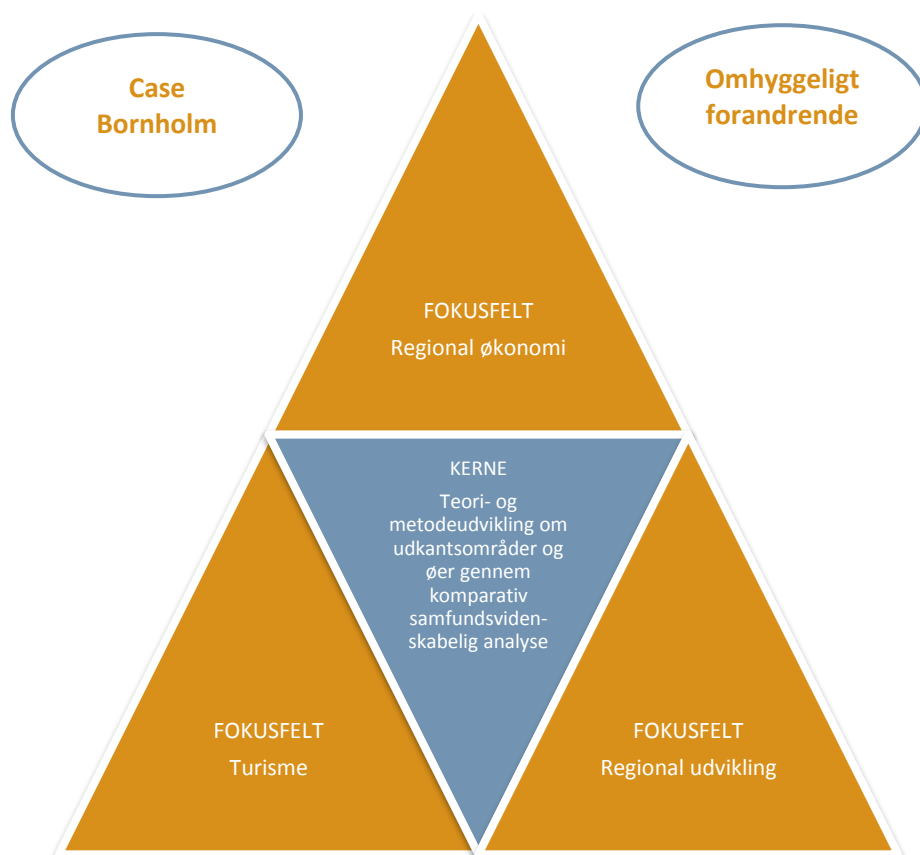 Case
Bornholm
Omhyggeligt
forandrende
FOKUSFELT
Regional økonomi
KERNE
Teori- og
metodeudvikling om
udkantsområder og
øer gennem
komparativ
samfundsviden-
skabelig analyse
FOKUSFELT
Turisme
FOKUSFELT
Regional udvikling